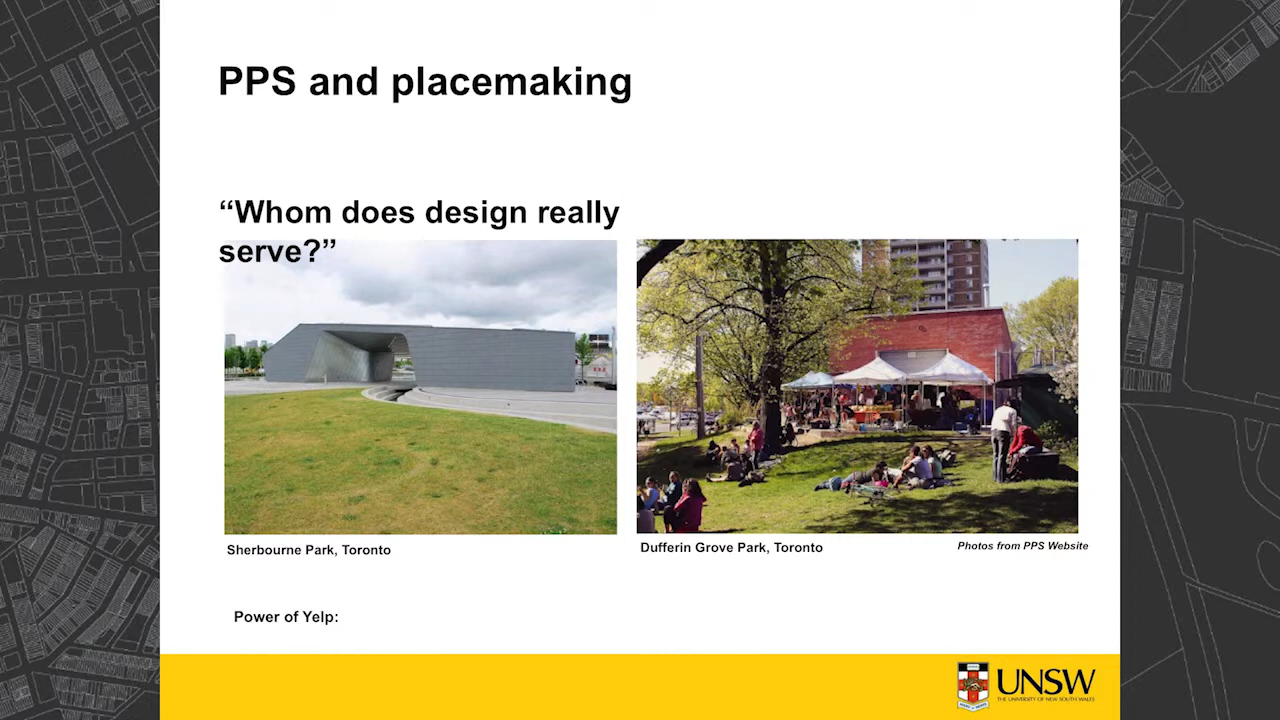 PPS and placemaking
“Whom does design really
serve?”
Sherbourne Park, Toronto
Dufferin Grove Park, Toronto
Photos from PPS Website
Power of Yelp:
UNSW
THE UNIVERSITY OF NEW SOUTH WALES